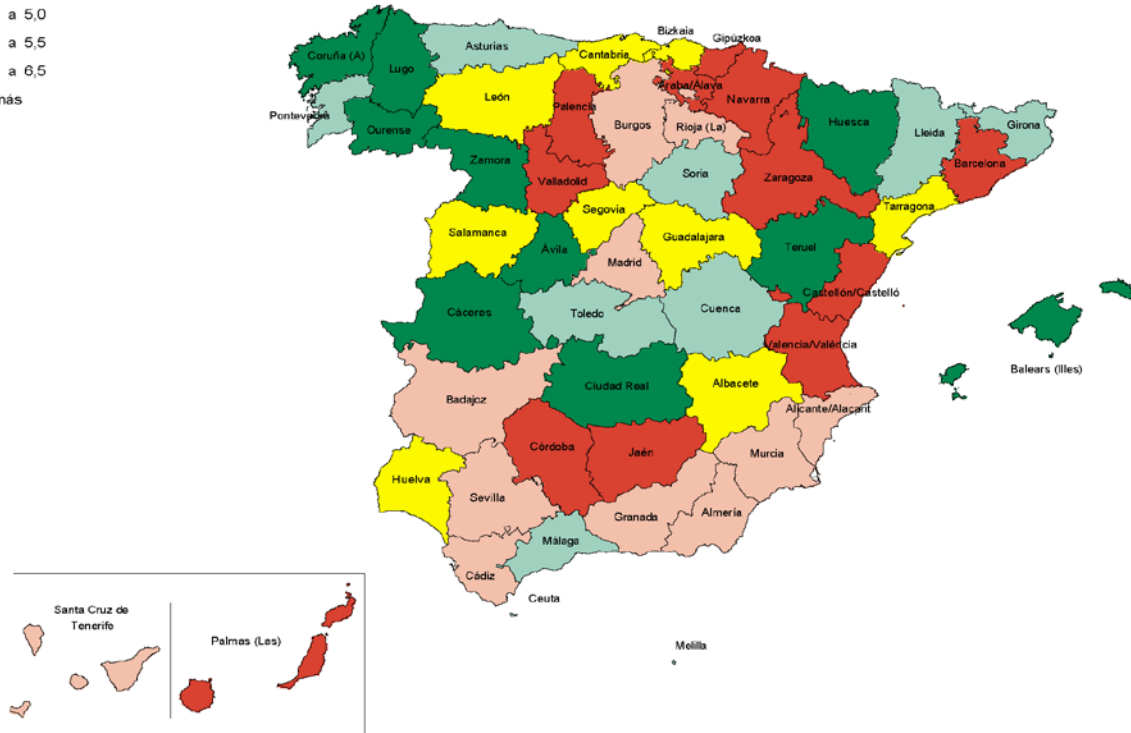 a 5,0
a 5,5
a 6,5
más
Coruña (A)
Lugo
Asturias
Cantabria
Bizkaia
Gipúzkoa
Pontevedra
Ourense
León
Palencia
Burgos
Araba/Álava
Navarra
Rioja (La)
Huesca
Lleida
Girona
Barcelona
Zamora
Valladolid
Soria
Zaragoza
Tarragona
Salamanca
Segovia
Ávila
Madrid
Guadalajara
Teruel
Castellón/Castelló
Cáceres
Toledo
Cuenca
Valencia/València
Balears (Illes)
Badajoz
Ciudad Real
Albacete
Alicante/Alacant
Huelva
Sevilla
Córdoba
Jaén
Murcia
Granada
Almería
Málaga
Cádiz
Ceuta
Melilla
Santa Cruz de
Tenerife
Palmas (Las)